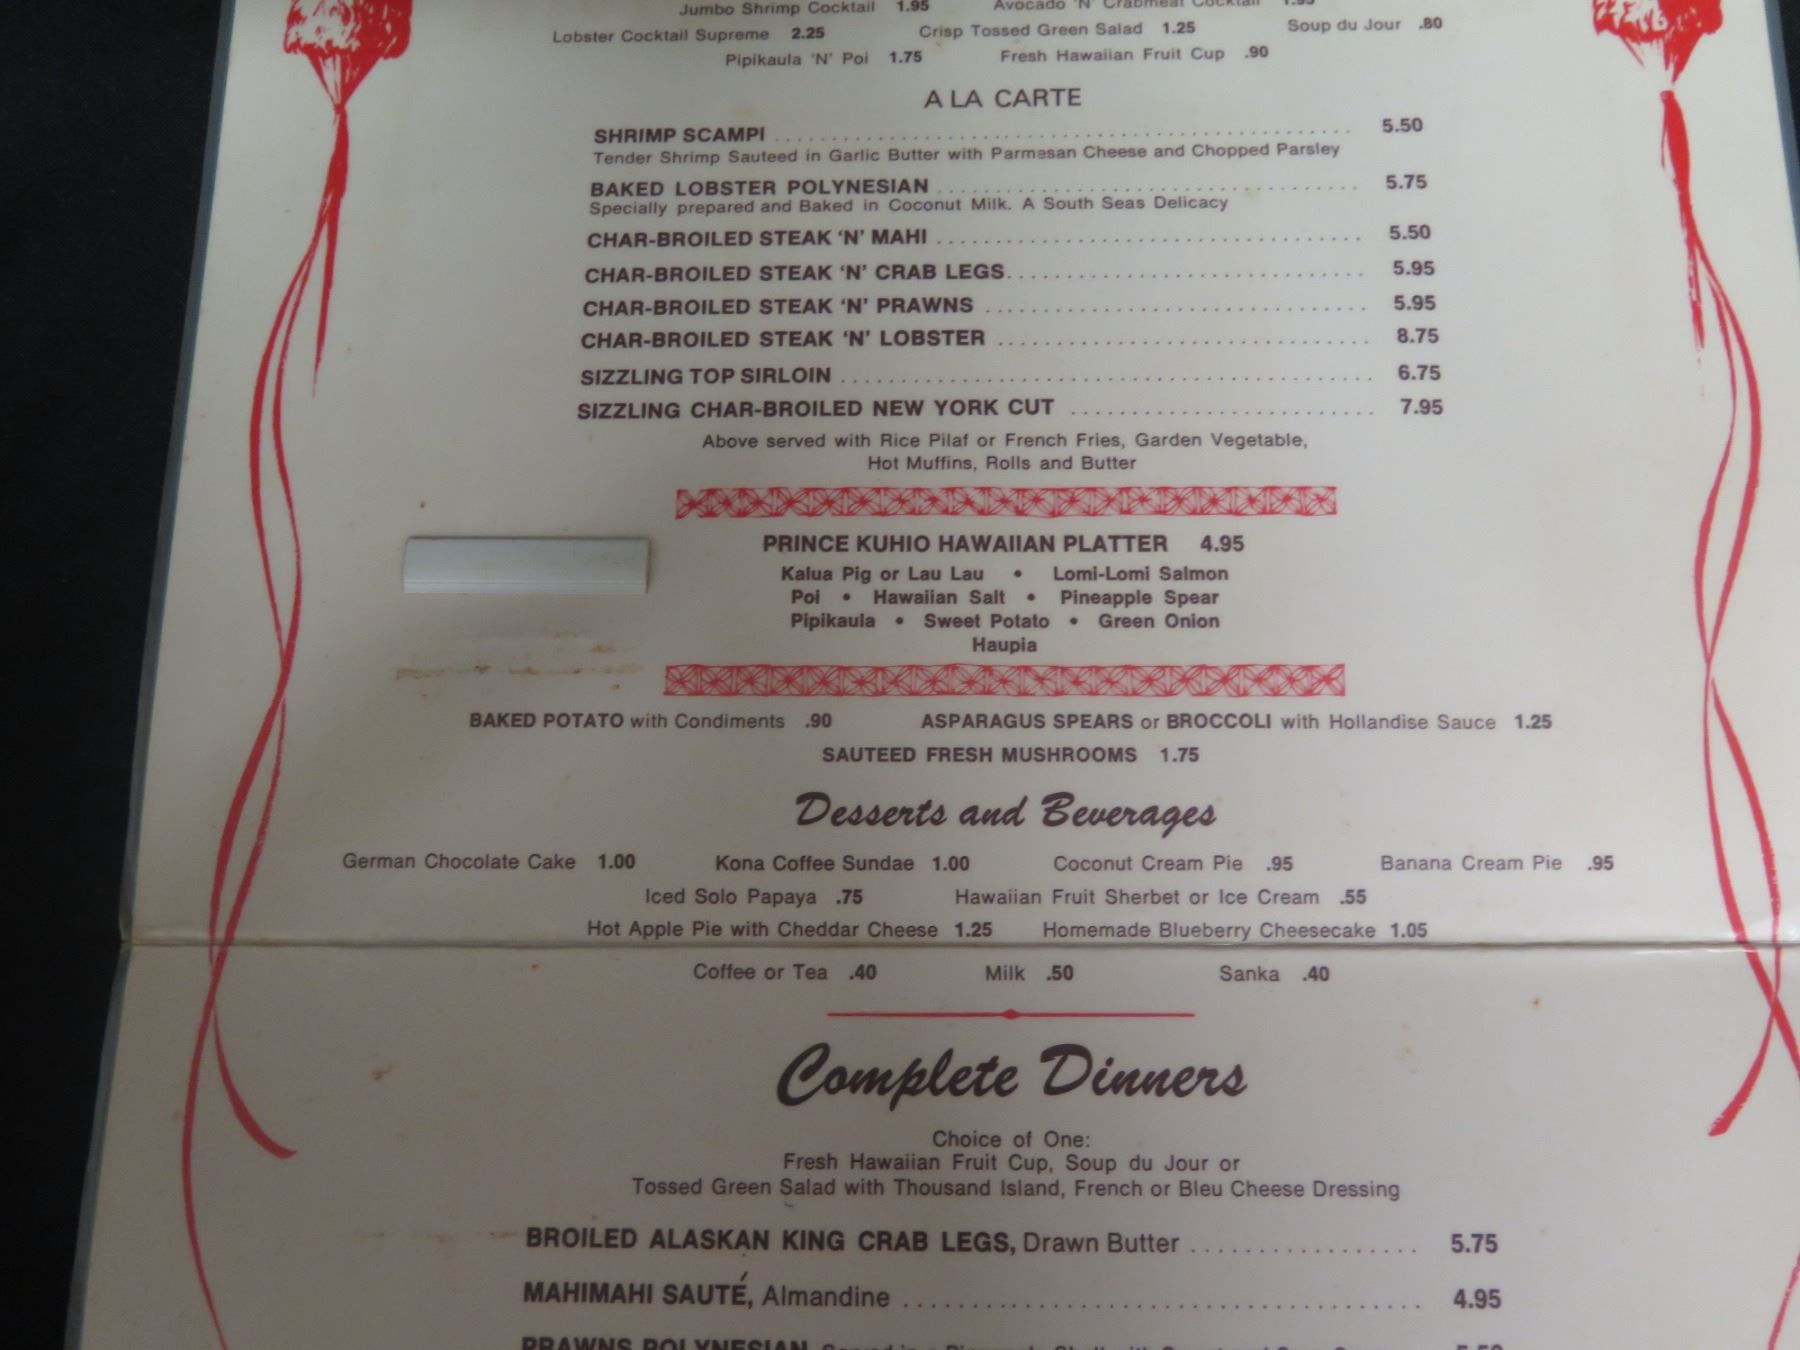 Jumbo Shrimp Cocktail 1.95 Avocado 'N' Crabmeat Cocktail 1.95
Lobster Cocktail Supreme 2.25 Crisp Tossed Green Salad 1.25 Soup du Jour .80
Pipikaula 'N' Poi 1.75 Fresh Hawaiian Fruit Cup .90
A LA CARTE
SHRIMP SCAMPI 5.50
Tender Shrimp Sauteed in Garlic Butter with Parmesan Cheese and Chopped Parsley
BAKED LOBSTER POLYNESIAN 5.75
Specially prepared and Baked in Coconut Milk. A South Seas Delicacy
CHAR-BROILED STEAK 'N' MAHI 5.50
CHAR-BROILED STEAK 'N' CRAB LEGS 5.95
CHAR-BROILED STEAK 'N' PRAWNS 5.95
CHAR-BROILED STEAK 'N' LOBSTER 8.75
SIZZLING TOP SIRLOIN 6.75
SIZZLING CHAR-BROILED NEW YORK CUT 7.95
Above served with Rice Pilaf or French Fries, Garden Vegetable,
Hot Muffins, Rolls and Butter
PRINCE KUHIO HAWAIIAN PLATTER 4.95
Kalua Pig or Lau Lau • Lomi-Lomi Salmon
Poi • Hawaiian Salt • Pineapple Spear
Pipikaula • Sweet Potato • Green Onion
Haupia
BAKED POTATO with Condiments .90 ASPARAGUS SPEARS or BROCCOLI with Hollandise Sauce 1.25
SAUTEED FRESH MUSHROOMS 1.75
Desserts and Beverages
German Chocolate Cake 1.00 Kona Coffee Sundae 1.00 Coconut Cream Pie .95 Banana Cream Pie .95
Iced Solo Papaya .75 Hawaiian Fruit Sherbet or Ice Cream .55
Hot Apple Pie with Cheddar Cheese 1.25 Homemade Blueberry Cheesecake 1.05
Coffee or Tea .40 Milk .50 Sanka .40
Complete Dinners
Choice of One:
Fresh Hawaiian Fruit Cup, Soup du Jour or
Tossed Green Salad with Thousand Island, French or Bleu Cheese Dressing
BROILED ALASKAN KING CRAB LEGS, Drawn Butter 5.75
MAHIMAHI SAUTÉ, Almandine 4.95
PRAWNS POLYNESIAN